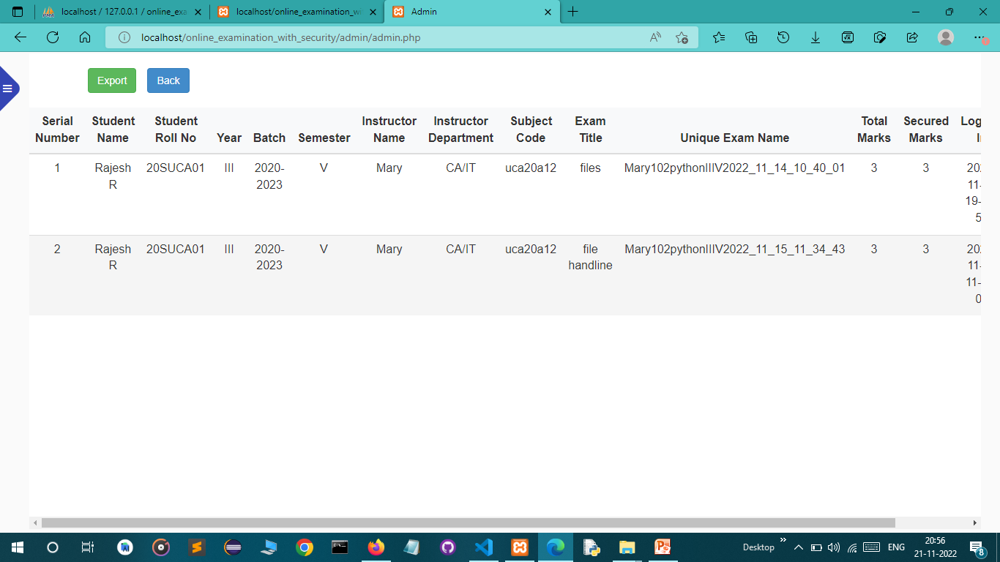 localhost / 127.0.0.1 / online_exa
localhost/online_examination_wi
Admin
localhost/online_examination_with_security/admin/admin.php
Export Back
Serial Student Student Instructor Instructor Subject Exam Total Secured Log
Number Name Roll No Year Batch Semester Name Department Code Title Unique Exam Name Marks Marks
1 Rajesh 20SUCA01 III 2020- V Mary CA/IT uca20a12 files Mary102pythonIIIV2022_11_14_10_40_01 3 3 20
R 2023 11-
19-
5
2 Rajesh 20SUCA01 III 2020- V Mary CA/IT uca20a12 file Mary102pythonIIIV2022_11_15_11_34_43 3 3 20
R 2023 handline 11-
11-
0
Desktop ENG 20:56
21-11-2022 8